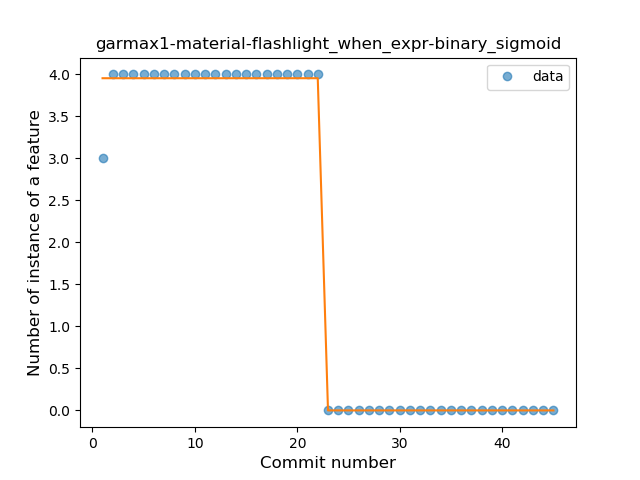 garmax1-material-flashlight_when_expr-binary_sigmoid
data
Number of instance of a feature
4.0
3.5
3.0
2.5
2.0
1.5
1.0
0.5
0.0
0 10 20 30 40
Commit number